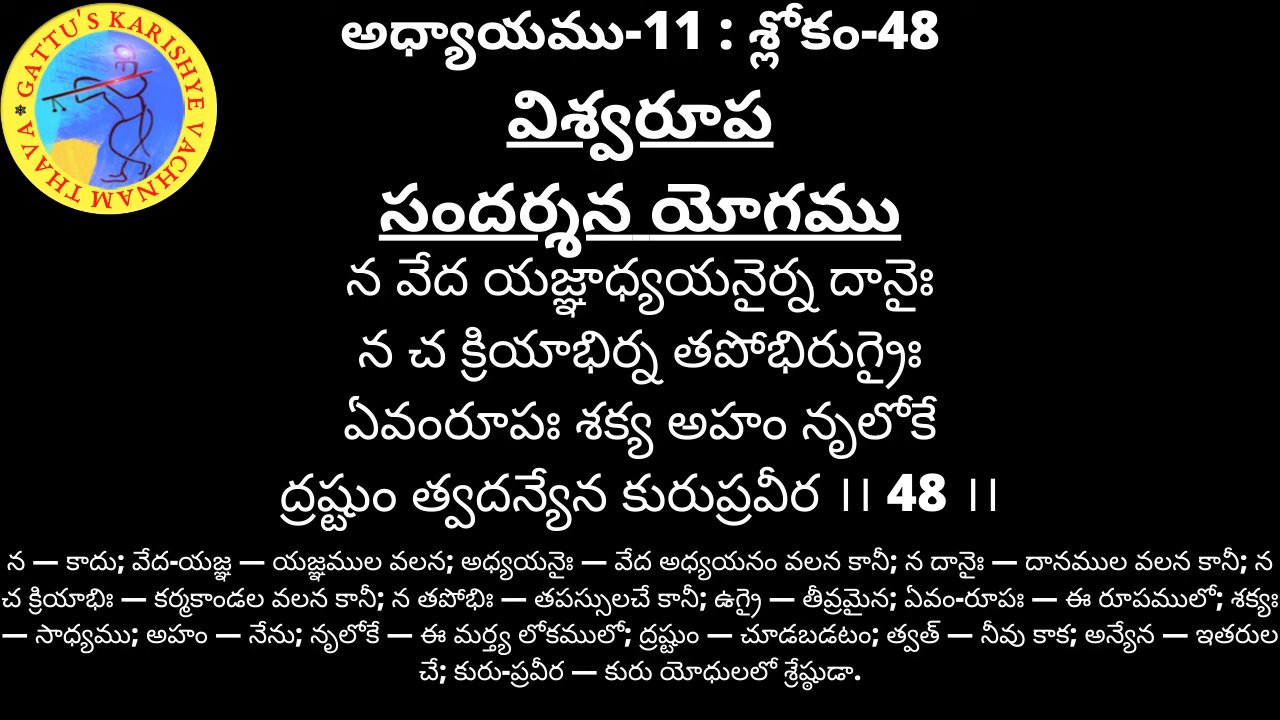 GATTU'S KARISHYE VACHNAM THAVA
అధ్యాయము-11 : శ్లోకం-48
విశ్వరూప
సందర్శన యోగము
న వేద యజ్ఞాధ్యయనైర్న దానైః
న చ క్రియాభిర్న తపోభిరుగ్రైః
ఏవంరూపః శక్య అహం నృలోకే
ద్రష్టుం త్వదన్యేన కురుప్రవీర ।। 48 ।।
న — కాదు; వేద-యజ్ఞ — యజ్ఞముల వలన; అధ్యయనైః — వేద అధ్యయనం వలన కానీ; న దానైః — దానముల వలన కానీ; న
చ క్రియాభిః — కర్మకాండల వలన కానీ; న తపోభిః — తపస్సులచే కానీ; ఉగ్రై — తీవ్రమైన; ఏవం-రూపః — ఈ రూపములో; శక్యః
— సాధ్యము; అహం — నేను; నృలోకే — ఈ మర్త్య లోకములో; ద్రష్టుం — చూడబడటం; త్వత్ — నీవు కాక; అన్యేన — ఇతరుల
చే; కురు-ప్రవీర — కురు యోధులలో శ్రేష్ఠుడా.